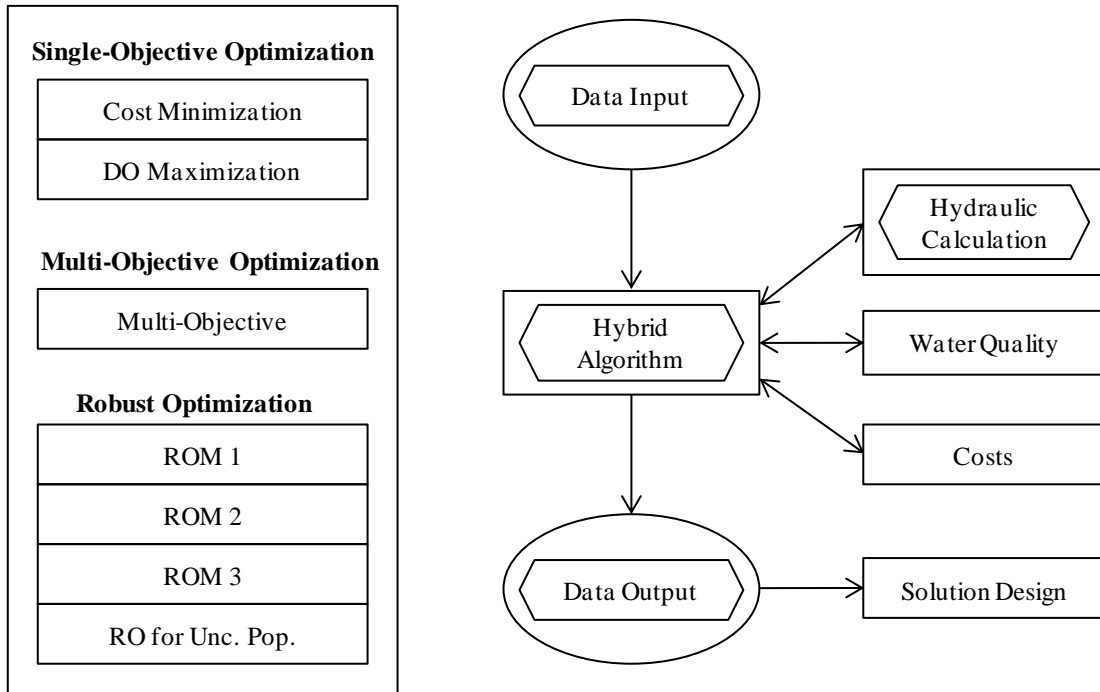 Single-Objective Optimization
Cost Minimization
DO Maximization
Multi-Objective Optimization
Multi-Objective
Robust Optimization
ROM 1
ROM 2
ROM 3
RO for Unc. Pop.
Data Input
Hydraulic
Calculation
Hybrid
Algorithm
Water Quality
Costs
Data Output
Solution Design